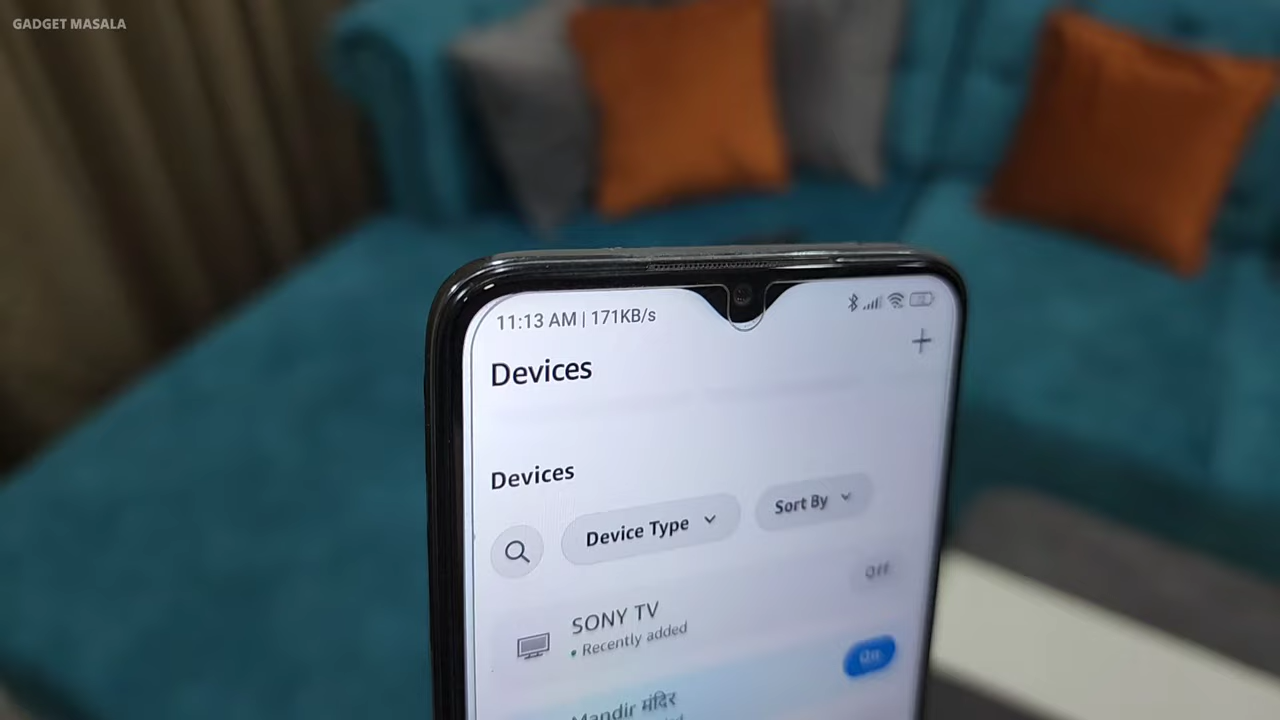 GADGET MASALA
11:13 AM | 171KB/s
Devices
Devices
Device Type
Sort By
Off
SONY TV
• Recently added
On
Mandir मंदिर